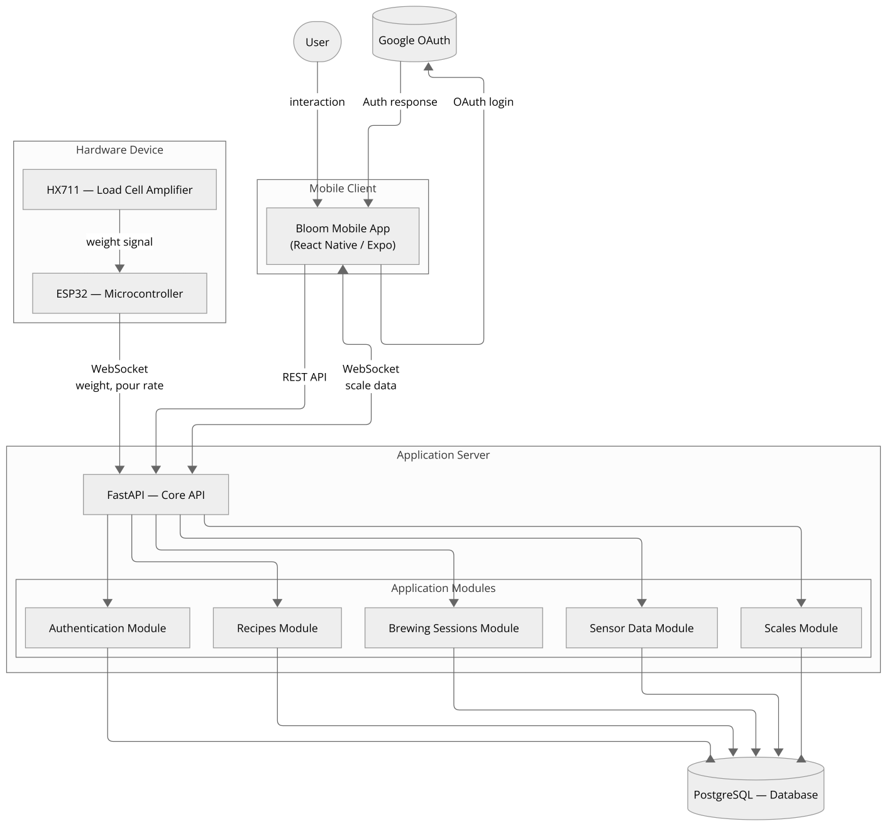 User
Google OAuth
interaction
Auth response
OAuth login
Hardware Device
HX711 — Load Cell Amplifier
weight signal
ESP32 — Microcontroller
Mobile Client
Bloom Mobile App
(React Native / Expo)
WebSocket
weight, pour rate
REST API
WebSocket
scale data
Application Server
FastAPI — Core API
Application Modules
Authentication Module
Recipes Module
Brewing Sessions Module
Sensor Data Module
Scales Module
PostgreSQL — Database